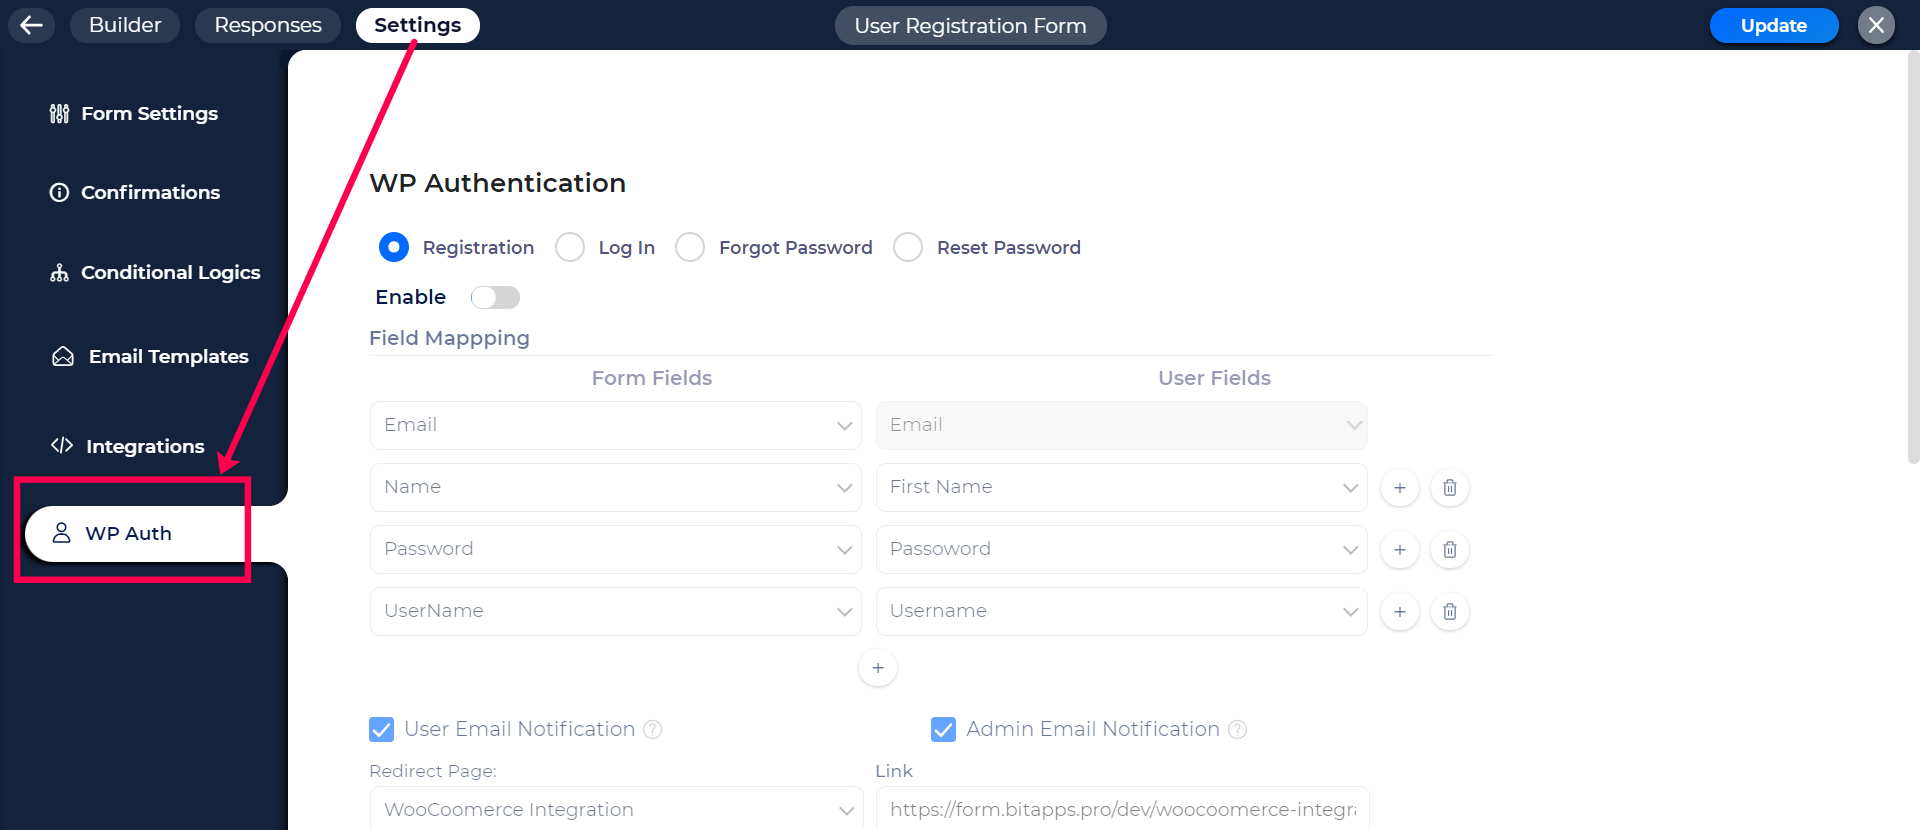 Builder Responses Settings User Registration Form Update
Form Settings
Confirmations
Conditional Logics
Email Templates
Integrations
WP Auth
WP Authentication
Registration Log In Forgot Password Reset Password
Enable
Field Mappping
Form Fields User Fields
Email Email
Name First Name
Password Passoword
UserName Username
User Email Notification ? Admin Email Notification ?
Redirect Page: Link
WooCoomerce Integration https://form.bitapps.pro/dev/woocoomerce-integra